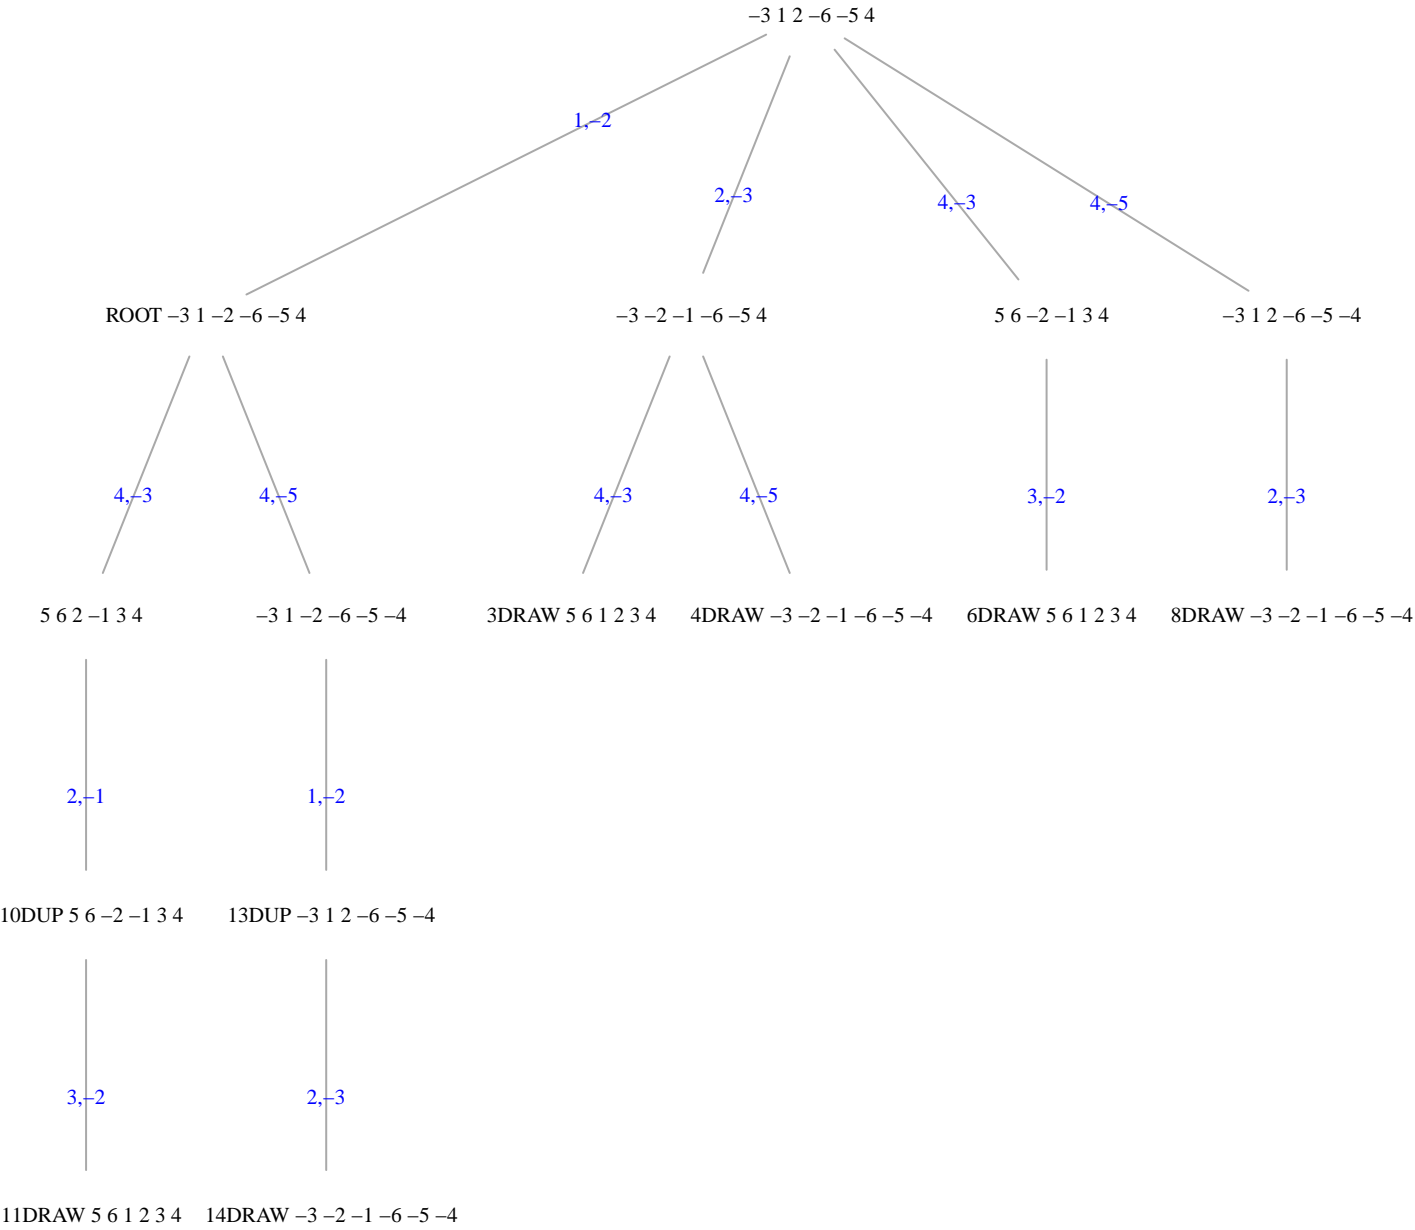 –3 1 2 –6 –5 4
1,–2
2,–3
4,–3
4,–5
ROOT –3 1 –2 –6 –5 4
–3 –2 –1 –6 –5 4
5 6 –2 –1 3 4
–3 1 2 –6 –5 –4
4,–3
4,–5
4,–3
4,–5
3,–2
2,–3
5 6 2 –1 3 4
–3 1 –2 –6 –5 –4
3DRAW 5 6 1 2 3 4
4DRAW –3 –2 –1 –6 –5 –4
6DRAW 5 6 1 2 3 4
8DRAW –3 –2 –1 –6 –5 –4
2,–1
1,–2
10DUP 5 6 –2 –1 3 4
13DUP –3 1 2 –6 –5 –4
3,–2
2,–3
11DRAW 5 6 1 2 3 4
14DRAW –3 –2 –1 –6 –5 –4